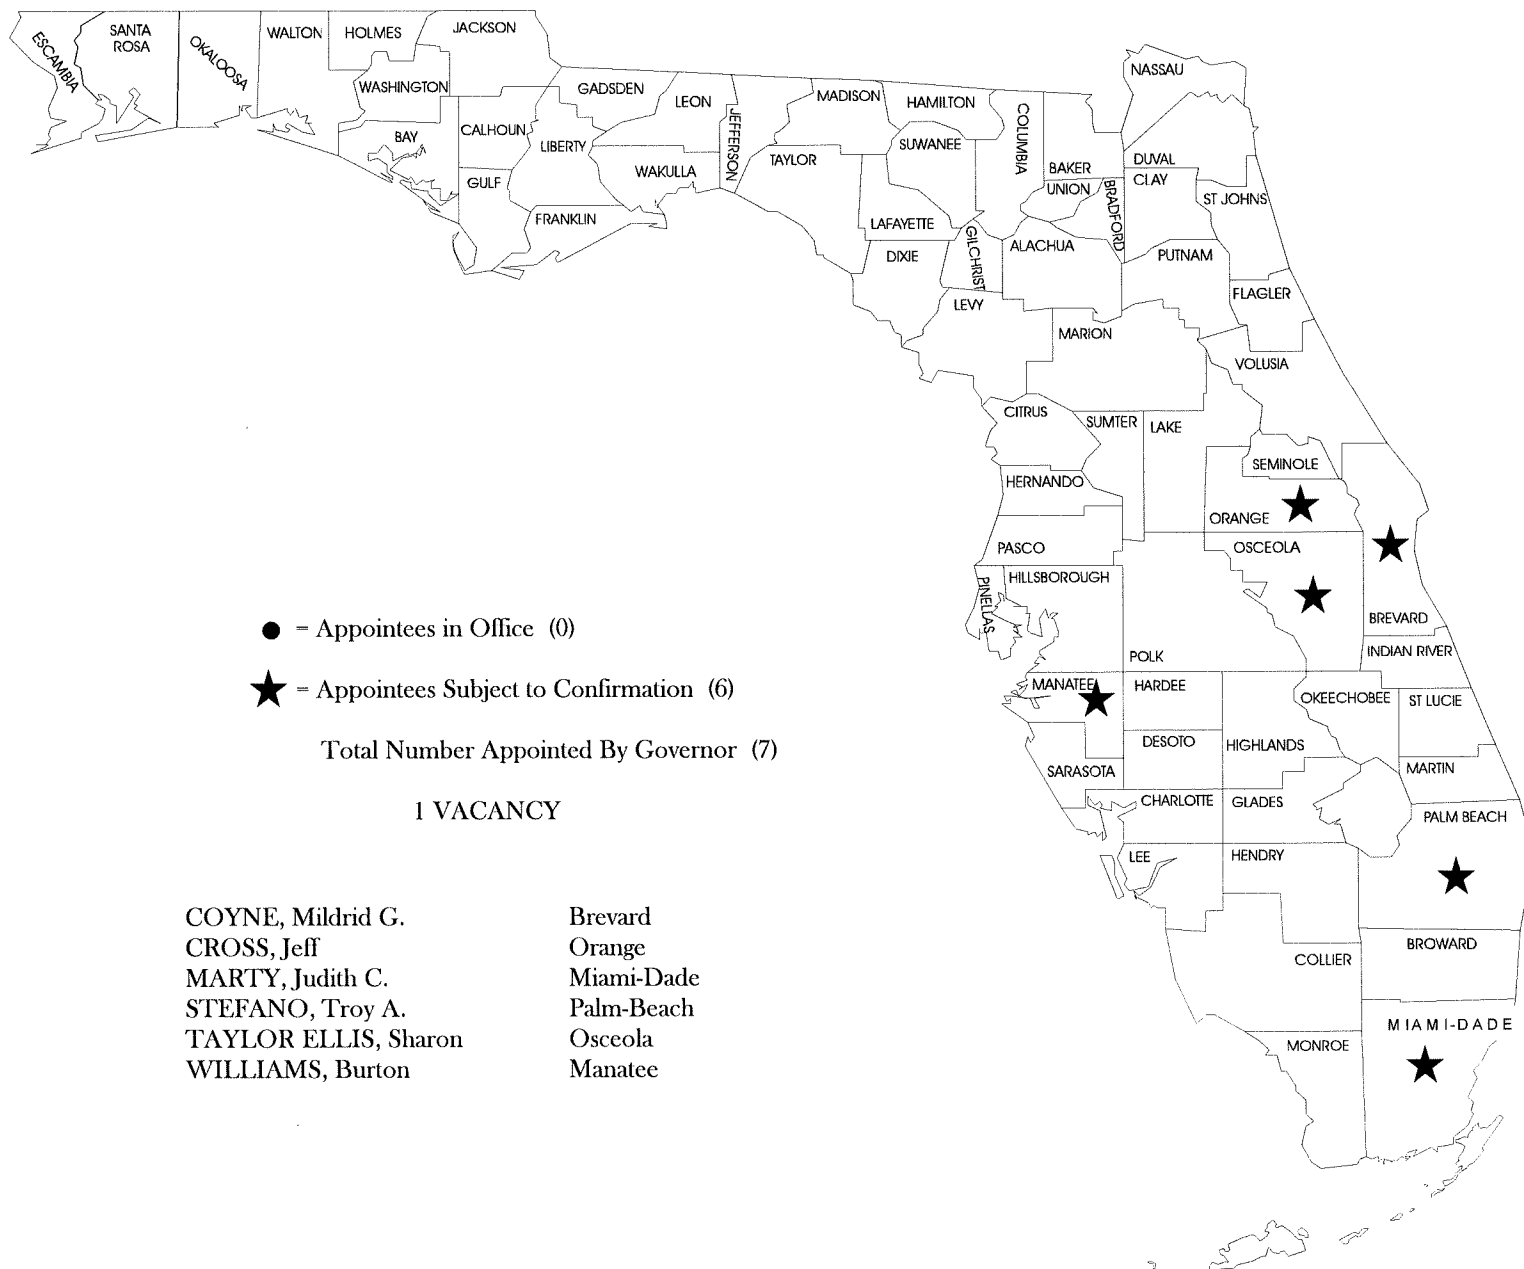 ESCAMBIA
SANTA
ROSA
OKALOOSA
WALTON
HOLMES
JACKSON
WASHINGTON
BAY
CALHOUN
GULF
GADSDEN
LIBERTY
FRANKLIN
LEON
WAKULLA
JEFFERSON
MADISON
TAYLOR
HAMILTON
SUWANEE
LAFAYETTE
DIXIE
COLUMBIA
GILCHRIST
BAKER
UNION
BRADFORD
ALACHUA
LEVY
NASSAU
DUVAL
CLAY
ST JOHNS
PUTNAM
FLAGLER
MARION
VOLUSIA
CITRUS
SUMTER
LAKE
SEMINOLE
HERNANDO
ORANGE
PASCO
OSCEOLA
HILLSBOROUGH
PINELLAS
BREVARD
POLK
INDIAN RIVER
MANATEE
HARDEE
OKEECHOBEE
ST LUCIE
DESOTO
HIGHLANDS
SARASOTA
MARTIN
CHARLOTTE
GLADES
PALM BEACH
LEE
HENDRY
BROWARD
COLLIER
MIAMI-DADE
MONROE
= Appointees in Office (0)
= Appointees Subject to Confirmation (6)
Total Number Appointed By Governor (7)
1 VACANCY
COYNE, Mildrid G. Brevard
CROSS, Jeff Orange
MARTY, Judith C. Miami-Dade
STEFANO, Troy A. Palm-Beach
TAYLOR ELLIS, Sharon Osceola
WILLIAMS, Burton Manatee